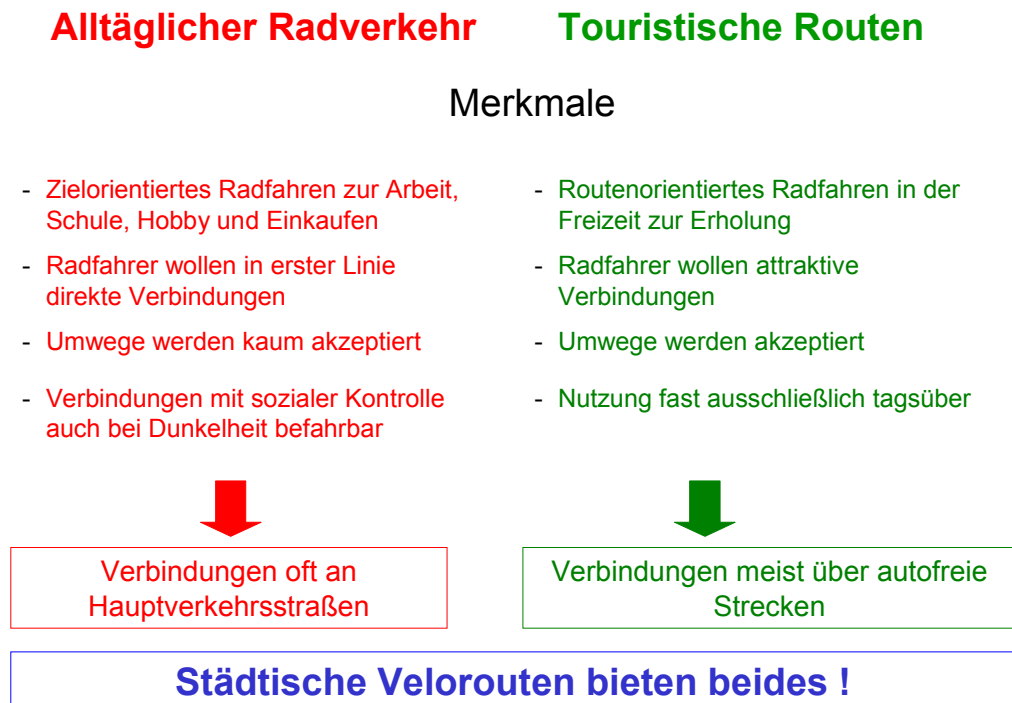 Alltäglicher Radverkehr
Touristische Routen
Merkmale
- Zielorientiertes Radfahren zur Arbeit,
Schule, Hobby und Einkaufen
- Radfahrer wollen in erster Linie
direkte Verbindungen
- Umwege werden kaum akzeptiert
- Verbindungen mit sozialer Kontrolle
auch bei Dunkelheit befahrbar
- Routenorientiertes Radfahren in der
Freizeit zur Erholung
- Radfahrer wollen attraktive
Verbindungen
- Umwege werden akzeptiert
- Nutzung fast ausschließlich tagsüber
Verbindungen oft an
Hauptverkehrsstraßen
Verbindungen meist über autofreie
Strecken
Städtische Velorouten bieten beides !